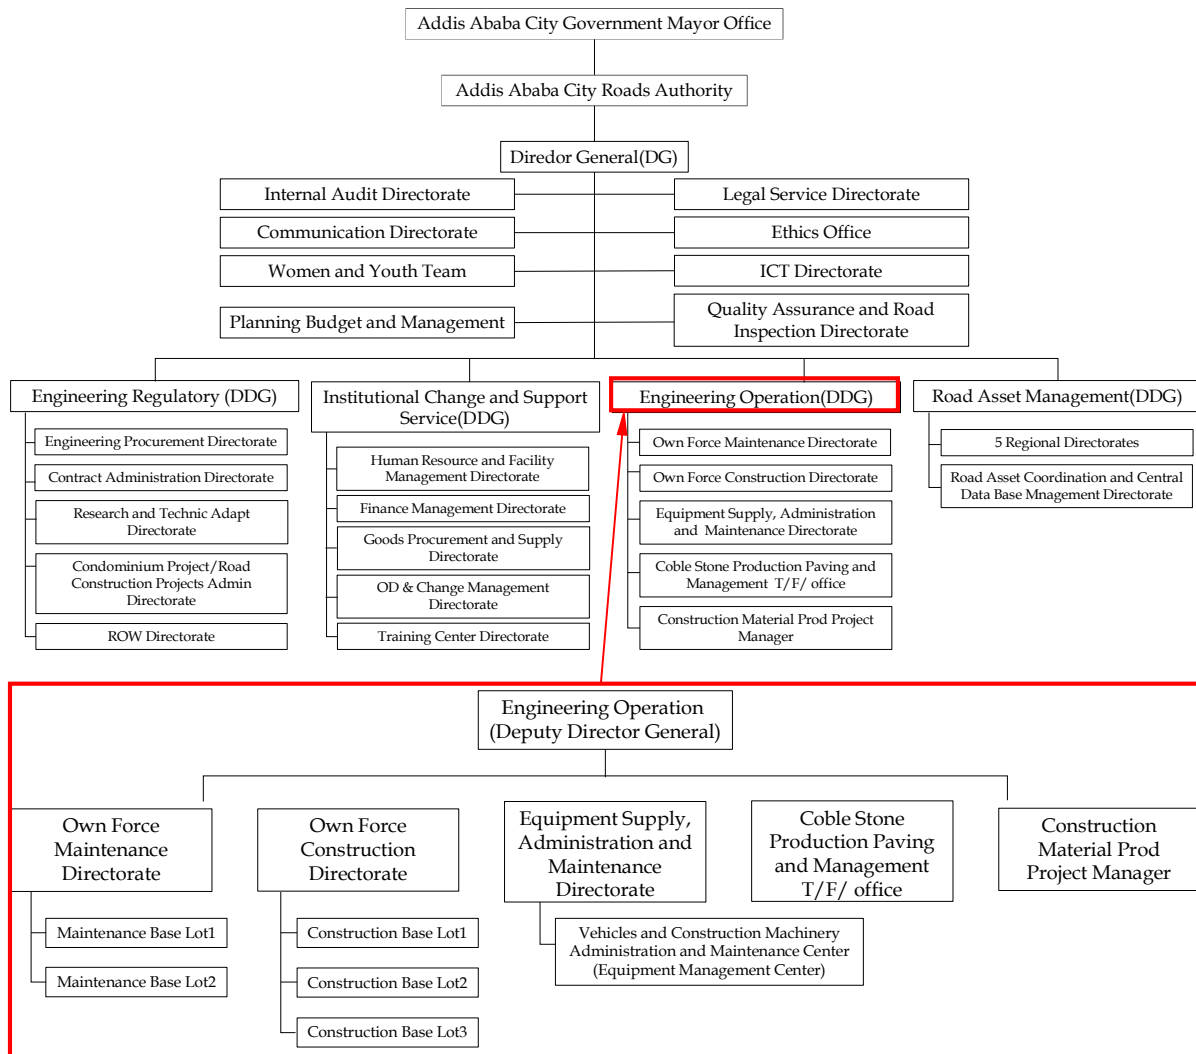 Addis Ababa City Government Mayor Office
Addis Ababa City Roads Authority
Diredor General(DG)
Internal Audit Directorate
Legal Service Directorate
Communication Directorate
Ethics Office
Women and Youth Team
ICT Directorate
Planning Budget and Management
Quality Assurance and Road
Inspection Directorate
Engineering Regulatory (DDG)
Engineering Procurement Directorate
Contract Administration Directorate
Research and Technic Adapt
Directorate
Condominium Project/Road
Construction Projects Admin
Directorate
ROW Directorate
Institutional Change and Support
Service(DDG)
Human Resource and Facility
Management Directorate
Finance Management Directorate
Goods Procurement and Supply
Directorate
OD & Change Management
Directorate
Training Center Directorate
Engineering Operation(DDG)
Own Force Maintenance Directorate
Own Force Construction Directorate
Equipment Supply, Administration
and Maintenance Directorate
Coble Stone Production Paving and
Management T/F/ office
Construction Material Prod Project
Manager
Road Asset Management(DDG)
5 Regional Directorates
Road Asset Coordination and Central
Data Base Mnagement Directorate
Engineering Operation
(Deputy Director General)
Own Force
Maintenance
Directorate
Maintenance Base Lot1
Maintenance Base Lot2
Own Force
Construction
Directorate
Construction Base Lot1
Construction Base Lot2
Construction Base Lot3
Equipment Supply,
Administration and
Maintenance
Directorate
Vehicles and Construction Machinery
Administration and Maintenance Center
(Equipment Management Center)
Coble Stone
Production Paving
and Management
T/F/ office
Construction
Material Prod
Project Manager